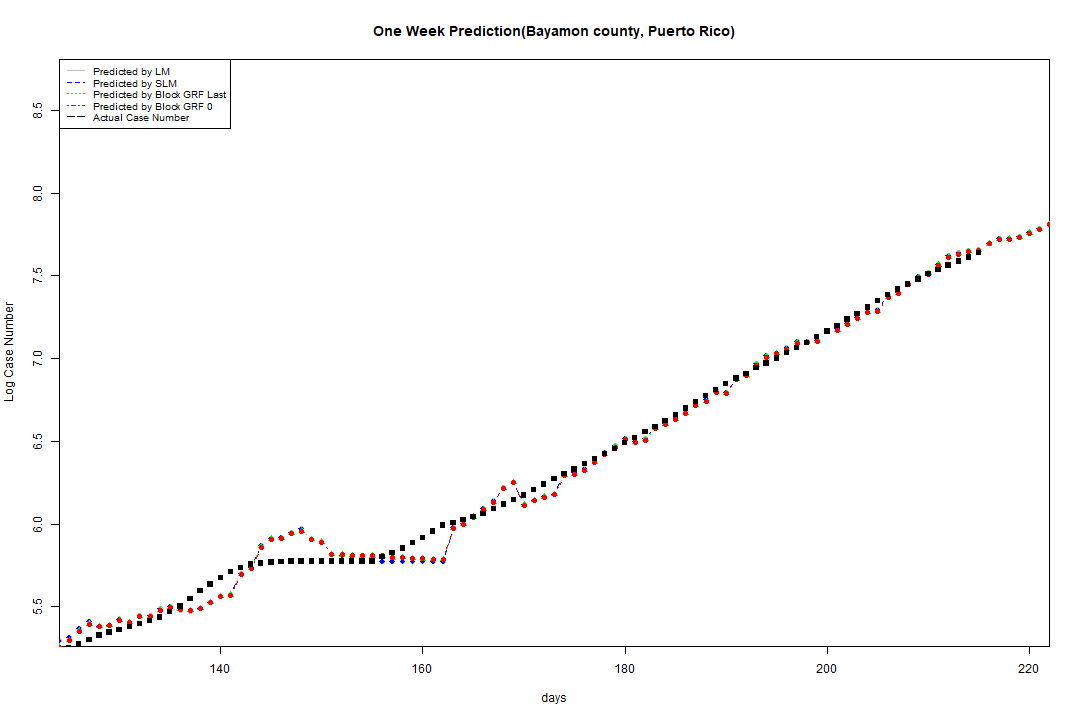 One Week Prediction(Bayamon county, Puerto Rico)
Predicted by LM
Predicted by SLM
Predicted by Block GRF Last
Predicted by Block GRF 0
Actual Case Number
8.5
8.0
7.5
7.0
6.5
6.0
5.5
Log Case Number
140 160 180 200 220
days